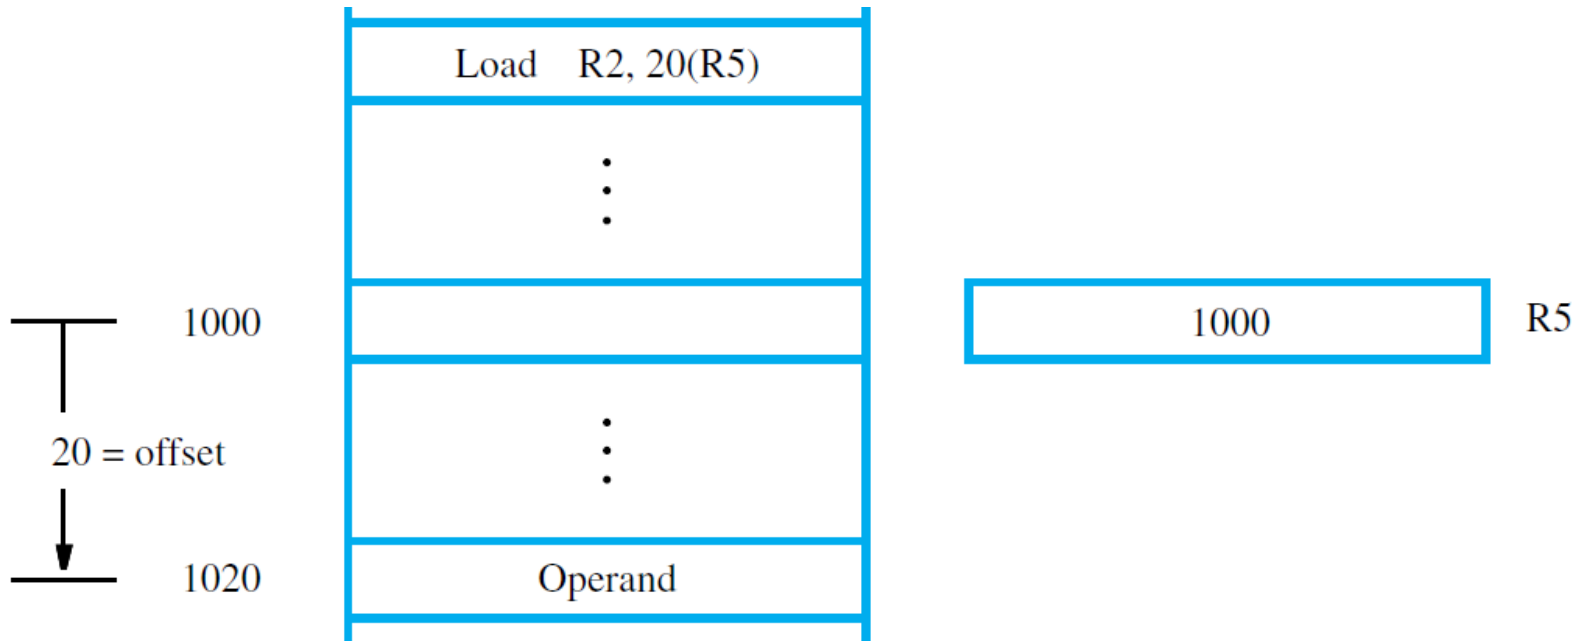 Load R2, 20(R5)
1000
1000
R5
20 = offset
1020
Operand